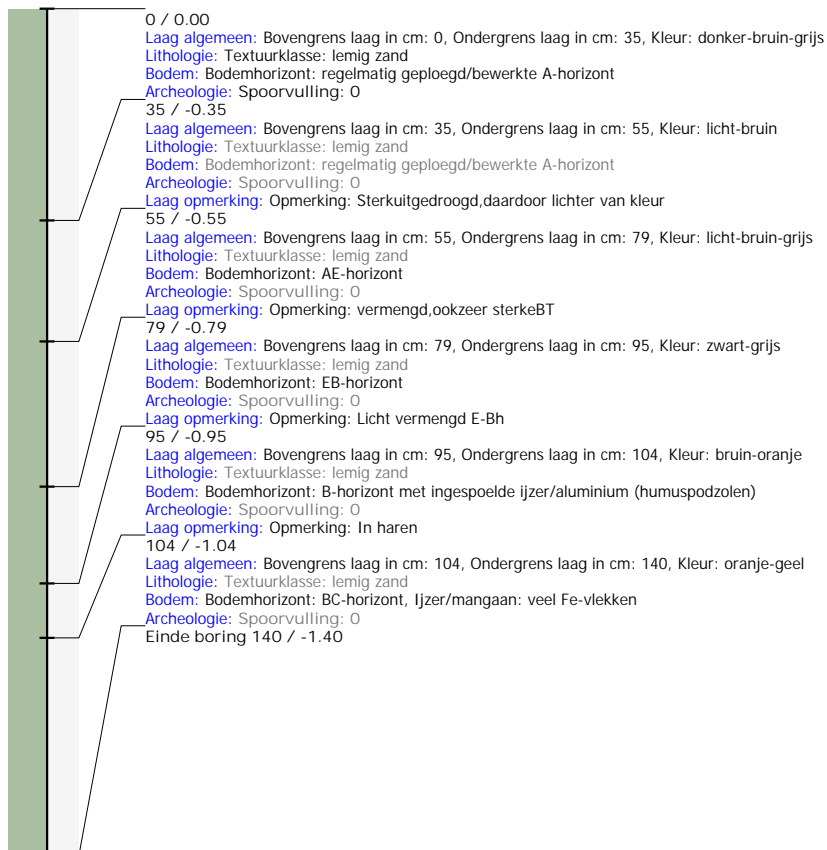 0 / 0.00
Laag algemeen: Bovengrens laag in cm: 0, Ondergrens laag in cm: 35, Kleur: donker-bruin-grijs
Lithologie: Textuurklasse: lemig zand
Bodem: Bodemhorizont: regelmatig geploegd/bewerkte A-horizont
Archeologie: Spoorvulling: 0
35 / -0.35
Laag algemeen: Bovengrens laag in cm: 35, Ondergrens laag in cm: 55, Kleur: licht-bruin
Lithologie: Textuurklasse: lemig zand
Bodem: Bodemhorizont: regelmatig geploegd/bewerkte A-horizont
Archeologie: Spoorvulling: 0
Laag opmerking: Opmerking: Sterkuitgedroogd,daardoor lichter van kleur
55 / -0.55
Laag algemeen: Bovengrens laag in cm: 55, Ondergrens laag in cm: 79, Kleur: licht-bruin-grijs
Lithologie: Textuurklasse: lemig zand
Bodem: Bodemhorizont: AE-horizont
Archeologie: Spoorvulling: 0
Laag opmerking: Opmerking: vermengd,ookzeer sterkeBT
79 / -0.79
Laag algemeen: Bovengrens laag in cm: 79, Ondergrens laag in cm: 95, Kleur: zwart-grijs
Lithologie: Textuurklasse: lemig zand
Bodem: Bodemhorizont: EB-horizont
Archeologie: Spoorvulling: 0
Laag opmerking: Opmerking: Licht vermengd E-Bh
95 / -0.95
Laag algemeen: Bovengrens laag in cm: 95, Ondergrens laag in cm: 104, Kleur: bruin-oranje
Lithologie: Textuurklasse: lemig zand
Bodem: Bodemhorizont: B-horizont met ingespoelde ijzer/aluminium (humuspodzolen)
Archeologie: Spoorvulling: 0
Laag opmerking: Opmerking: In haren
104 / -1.04
Laag algemeen: Bovengrens laag in cm: 104, Ondergrens laag in cm: 140, Kleur: oranje-geel
Lithologie: Textuurklasse: lemig zand
Bodem: Bodemhorizont: BC-horizont, Ijzer/mangaan: veel Fe-vlekken
Archeologie: Spoorvulling: 0
Einde boring 140 / -1.40